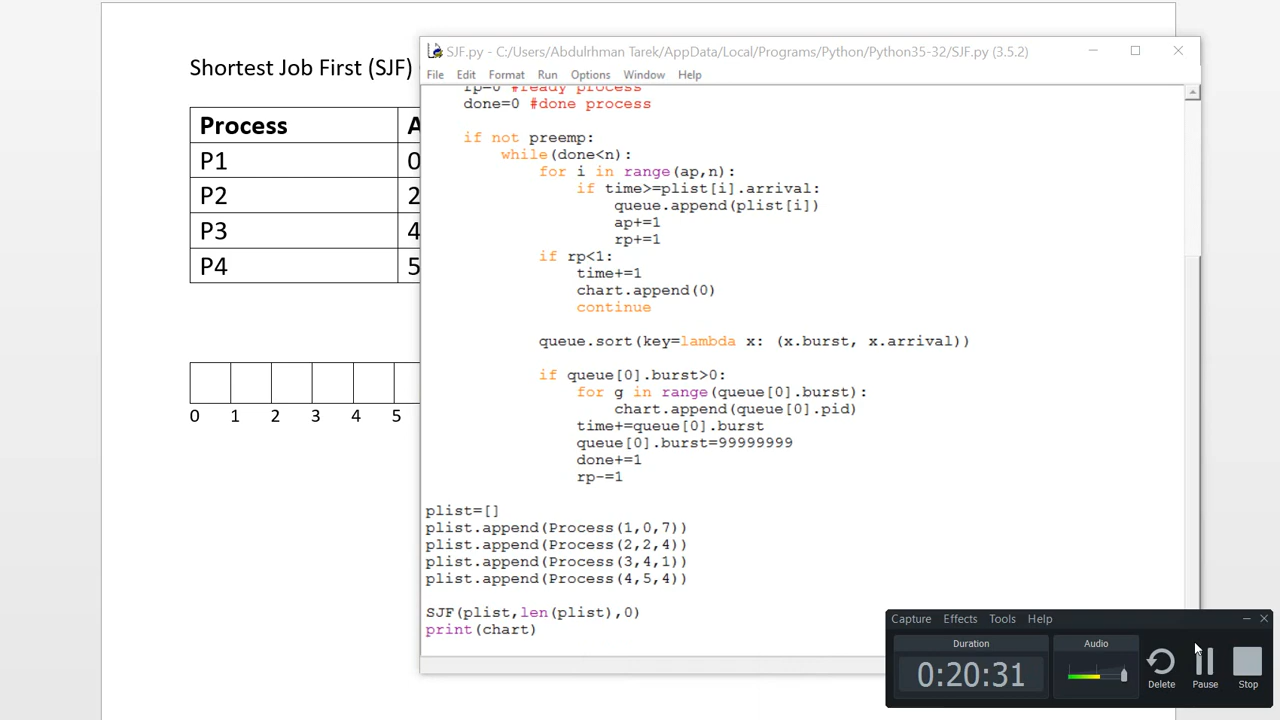 Shortest Job First (SJF)
Process A
P1 0
P2 2
P3 4
P4 5
0 1 2 3 4 5
SJF.py - C:/Users/Abdulrhman Tarek/AppData/Local/Programs/Python/Python35-32/SJF.py (3.5.2)
File Edit Format Run Options Window Help
rp=0 #ready process
done=0 #done process
if not preemp:
while(done<n):
for i in range(ap,n):
if time>=plist[i].arrival:
queue.append(plist[i])
ap+=1
rp+=1
if rp<1:
time+=1
chart.append(0)
continue
queue.sort(key=lambda x: (x.burst, x.arrival))
if queue[0].burst>0:
for g in range(queue[0].burst):
chart.append(queue[0].pid)
time+=queue[0].burst
queue[0].burst=99999999
done+=1
rp-=1
plist=[]
plist.append(Process(1,0,7))
plist.append(Process(2,2,4))
plist.append(Process(3,4,1))
plist.append(Process(4,5,4))
SJF(plist,len(plist),0)
print(chart)
Capture Effects Tools Help
Duration Audio
0:20:31
Delete Pause Stop